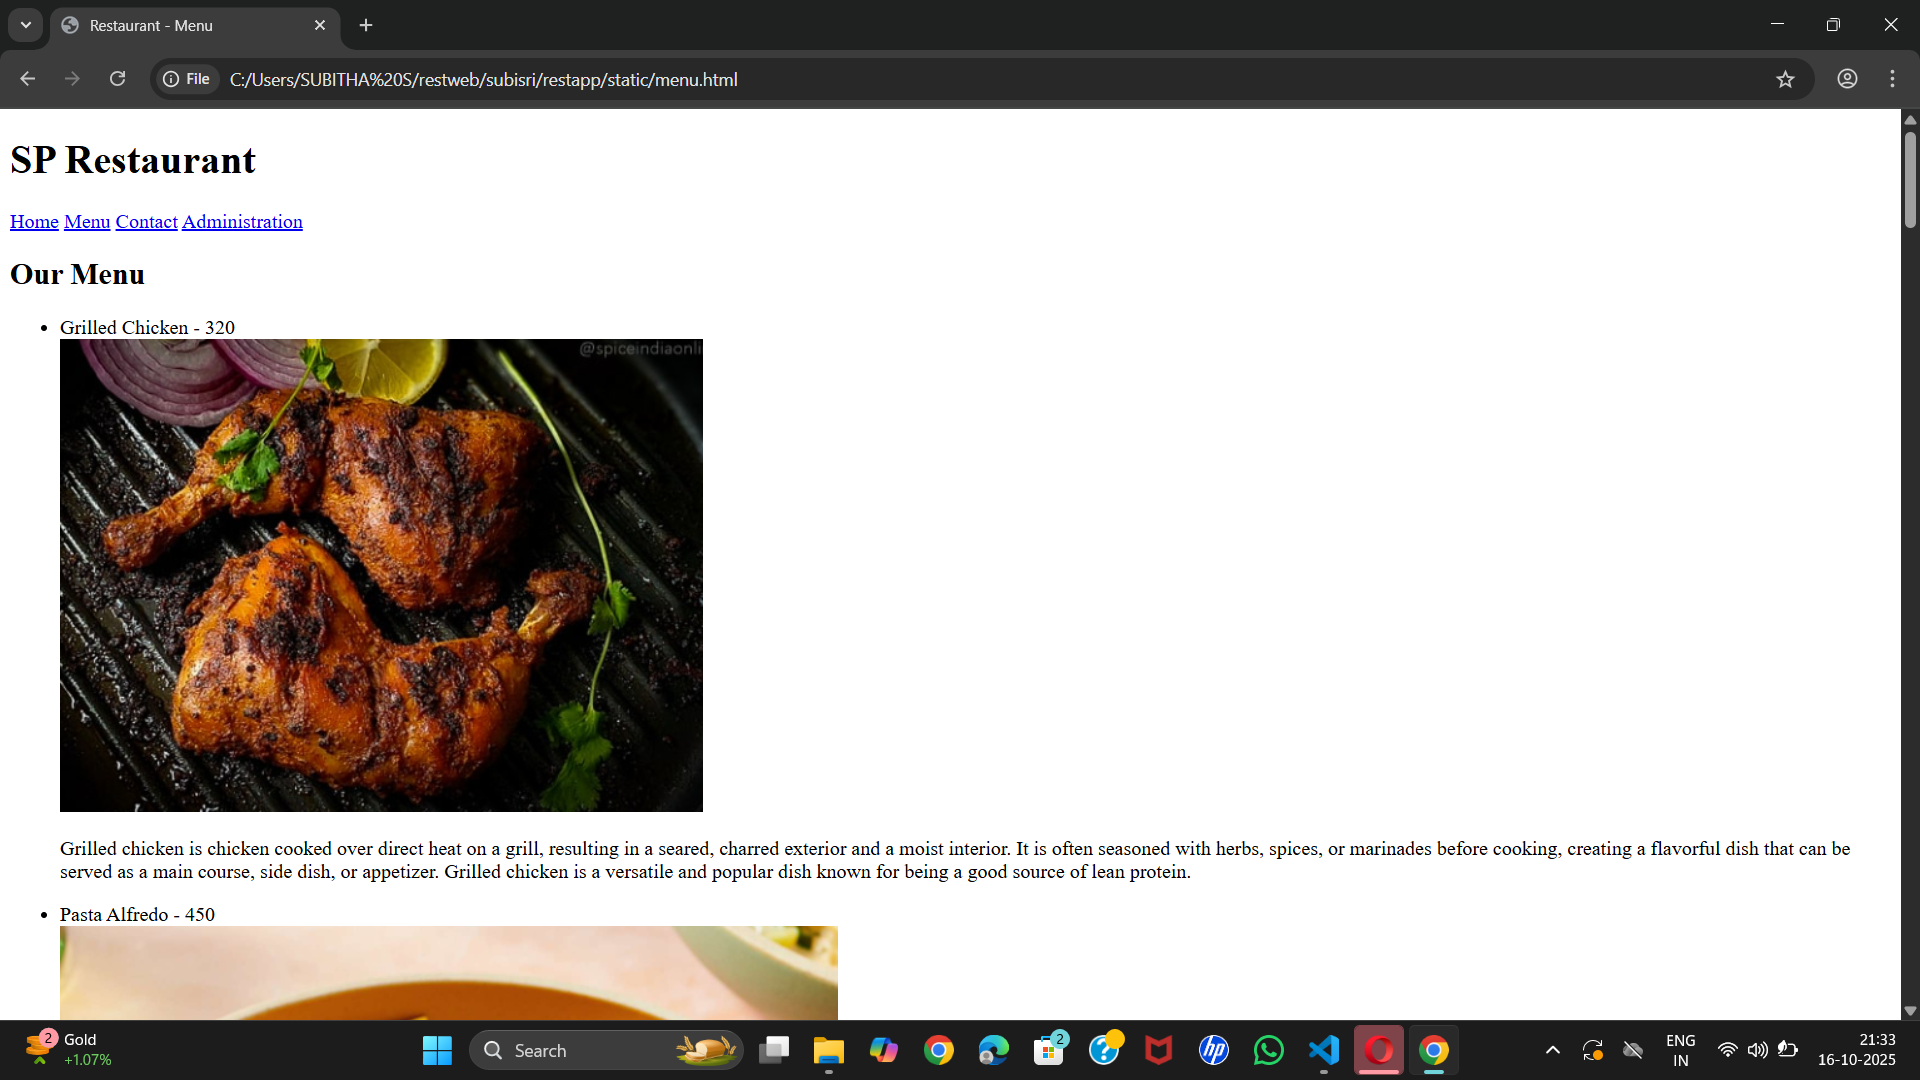 Restaurant - Menu
File C:/Users/SUBITHA%20S/restweb/subisri/restapp/static/menu.html
SP Restaurant
Home Menu Contact Administration
Our Menu
Grilled Chicken - 320
@spiceindiaonli
Grilled chicken is chicken cooked over direct heat on a grill, resulting in a seared, charred exterior and a moist interior. It is often seasoned with herbs, spices, or marinades before cooking, creating a flavorful dish that can be
served as a main course, side dish, or appetizer. Grilled chicken is a versatile and popular dish known for being a good source of lean protein.
Pasta Alfredo - 450
2
Gold
+1.07%
Search
2
hp
ENG
IN
21:33
16-10-2025